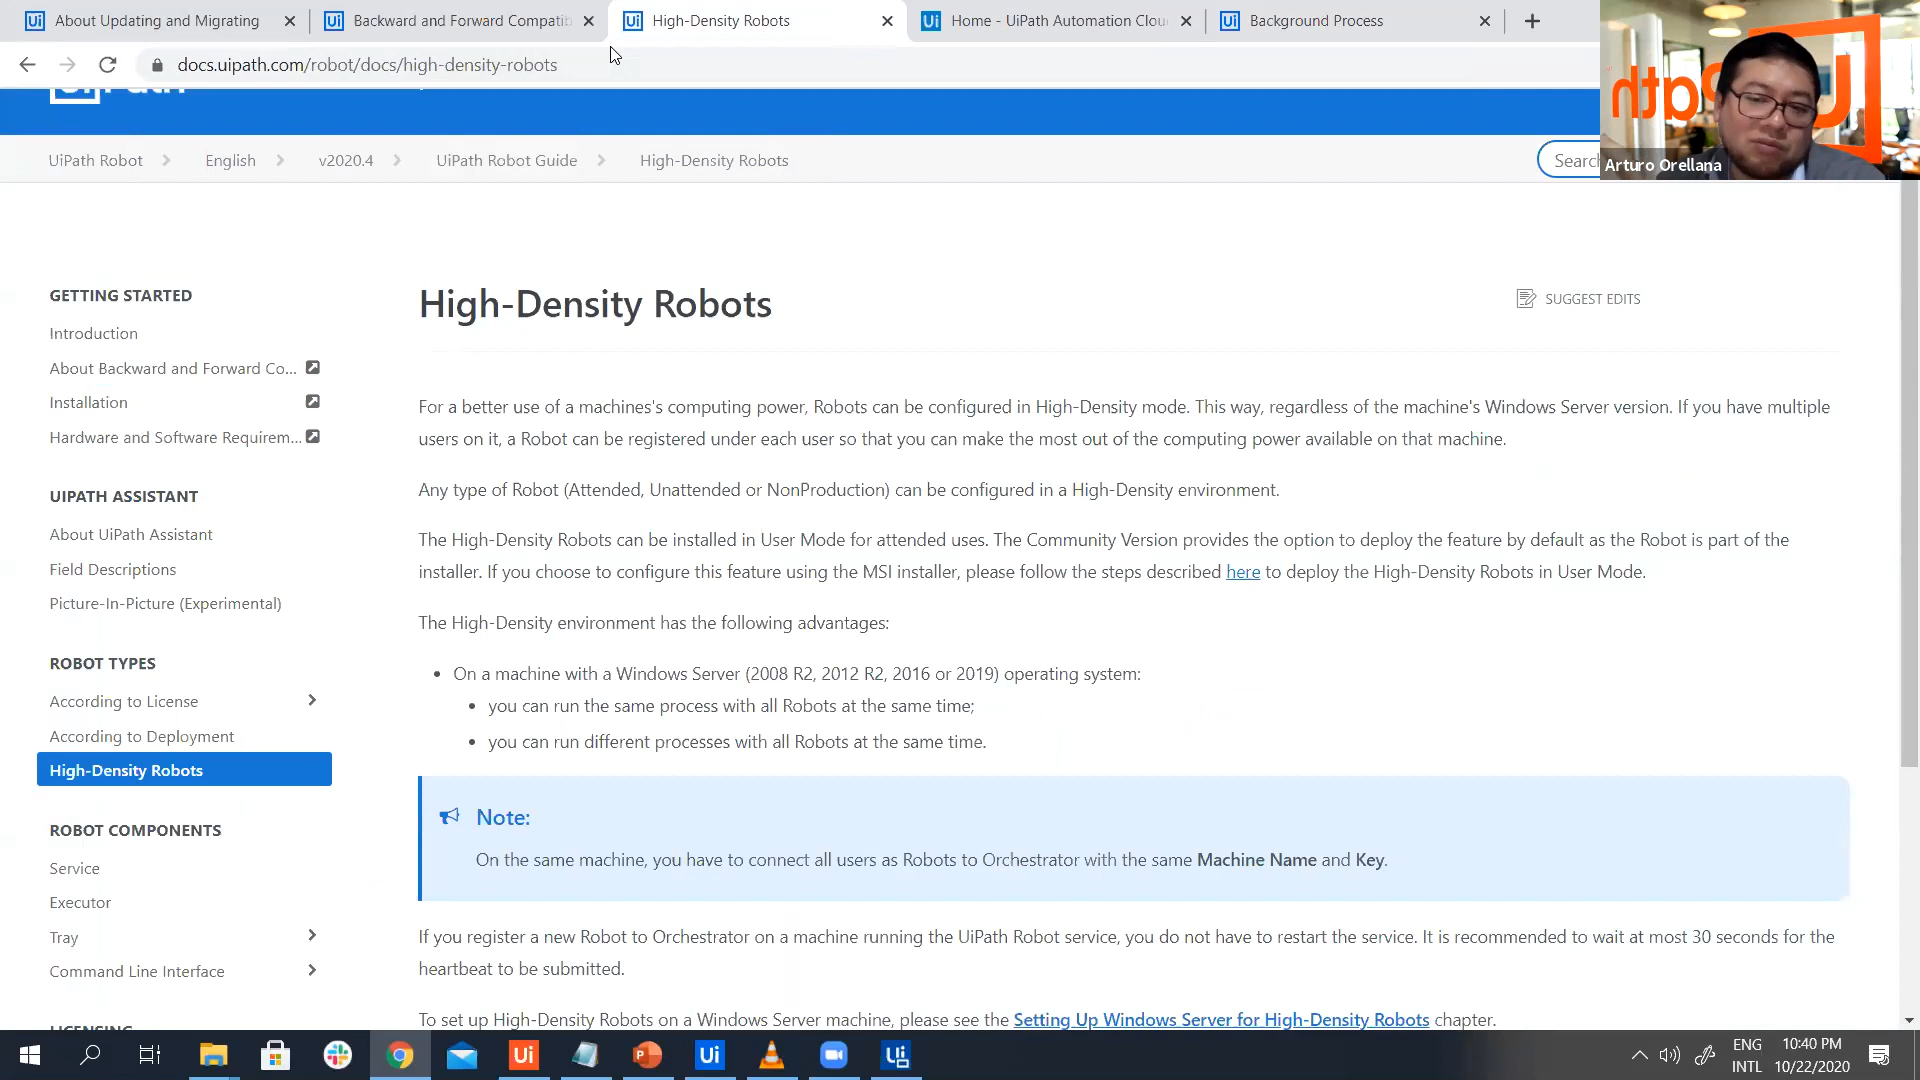 About Updating and Migrating
Backward and Forward Compatib
High-Density Robots
Home - UiPath Automation Clou
Background Process
docs.uipath.com/robot/docs/high-density-robots
Arturo Orellana
UiPath Robot
English
v2020.4
UiPath Robot Guide
High-Density Robots
Search
GETTING STARTED
Introduction
About Backward and Forward Co...
Installation
Hardware and Software Requirem...
UIPATH ASSISTANT
About UiPath Assistant
Field Descriptions
Picture-In-Picture (Experimental)
ROBOT TYPES
According to License
According to Deployment
High-Density Robots
ROBOT COMPONENTS
Service
Executor
Tray
Command Line Interface
LICENSING
High-Density Robots
SUGGEST EDITS
For a better use of a machines's computing power, Robots can be configured in High-Density mode. This way, regardless of the machine's Windows Server version. If you have multiple
users on it, a Robot can be registered under each user so that you can make the most out of the computing power available on that machine.
Any type of Robot (Attended, Unattended or NonProduction) can be configured in a High-Density environment.
The High-Density Robots can be installed in User Mode for attended uses. The Community Version provides the option to deploy the feature by default as the Robot is part of the
installer. If you choose to configure this feature using the MSI installer, please follow the steps described here to deploy the High-Density Robots in User Mode.
The High-Density environment has the following advantages:
• On a machine with a Windows Server (2008 R2, 2012 R2, 2016 or 2019) operating system:
• you can run the same process with all Robots at the same time;
• you can run different processes with all Robots at the same time.
Note:
On the same machine, you have to connect all users as Robots to Orchestrator with the same Machine Name and Key.
If you register a new Robot to Orchestrator on a machine running the UiPath Robot service, you do not have to restart the service. It is recommended to wait at most 30 seconds for the
heartbeat to be submitted.
To set up High-Density Robots on a Windows Server machine, please see the Setting Up Windows Server for High-Density Robots chapter.
ENG
INTL
10:40 PM
10/22/2020